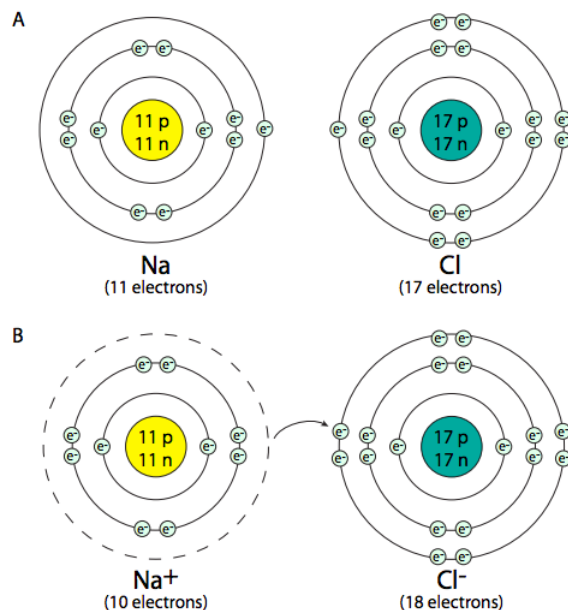 A
e- e- e- e-
e- e- e- e-
e- e- e- e- e- e- e- e- e- e-
11 p 17 p
11 n 17 n
e- e- e- e- e-
e- e- e- e-
e- e-
Na Cl
(11 electrons) (17 electrons)
B
e- e-
e- e- e- e-
e- e- e- e- e- e-
11 p 17 p
11 n 17 n
e- e- e- e- e- e- e- e- e- e-
e- e- e- e-
e- e-
Na+ Cl-
(10 electrons) (18 electrons)